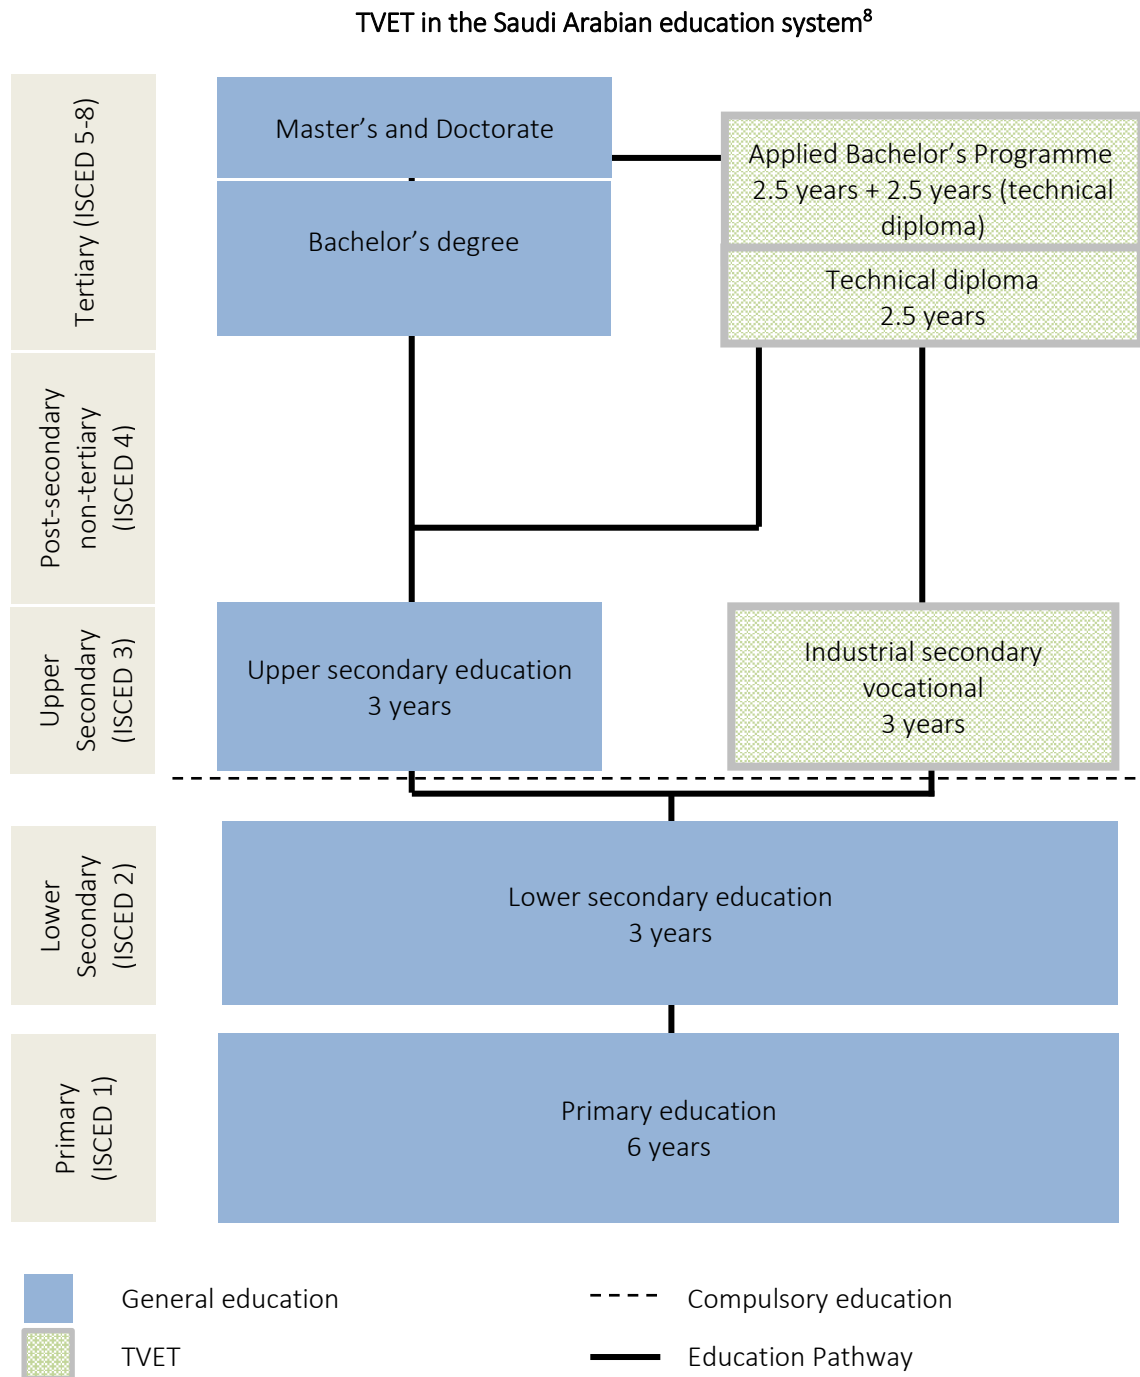 TVET in the Saudi Arabian education system⁸
Tertiary (ISCED 5-8)
Master’s and Doctorate
Bachelor’s degree
Applied Bachelor’s Programme
2.5 years + 2.5 years (technical
diploma)
Technical diploma
2.5 years
Post-secondary
non-tertiary
(ISCED 4)
Upper
Secondary
(ISCED 3)
Upper secondary education
3 years
Industrial secondary
vocational
3 years
Lower
Secondary
(ISCED 2)
Lower secondary education
3 years
Primary
(ISCED 1)
Primary education
6 years
General education
Compulsory education
TVET
Education Pathway